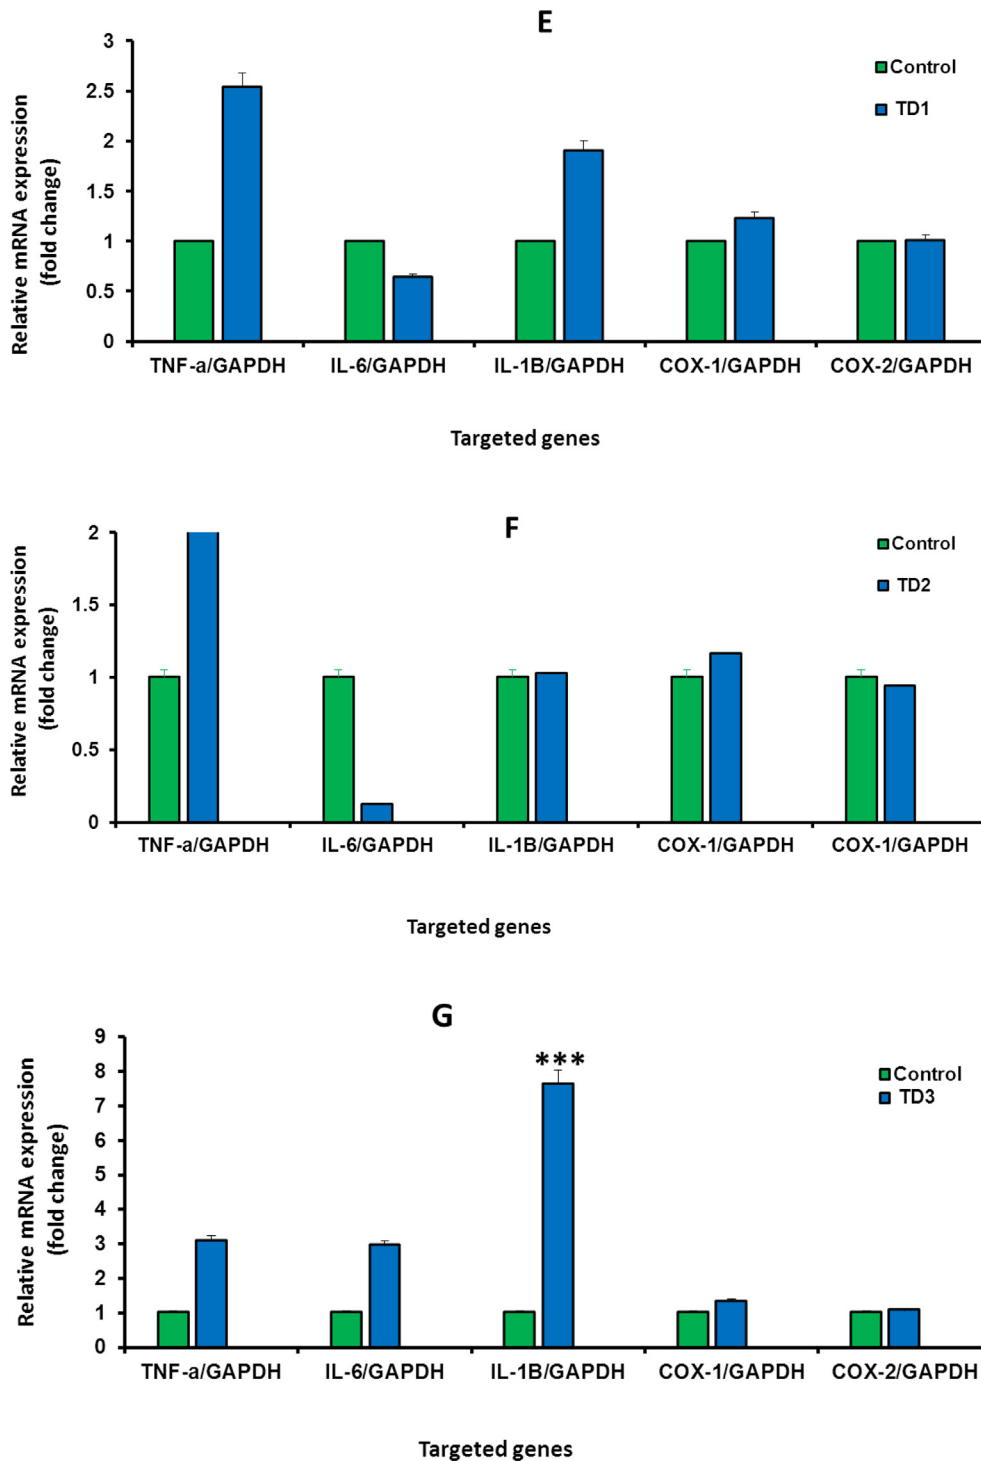 E
3
2.5
2
1.5
1
0.5
0
Relative mRNA expression
(fold change)
Control
TD1
TNF-a/GAPDH IL-6/GAPDH IL-1B/GAPDH COX-1/GAPDH COX-2/GAPDH
Targeted genes
F
2
1.5
1
0.5
0
Relative mRNA expression
(fold change)
Control
TD2
TNF-a/GAPDH IL-6/GAPDH IL-1B/GAPDH COX-1/GAPDH COX-1/GAPDH
Targeted genes
G
9
8
7
6
5
4
3
2
1
0
Relative mRNA expression
(fold change)
***
Control
TD3
TNF-a/GAPDH IL-6/GAPDH IL-1B/GAPDH COX-1/GAPDH COX-2/GAPDH
Targeted genes